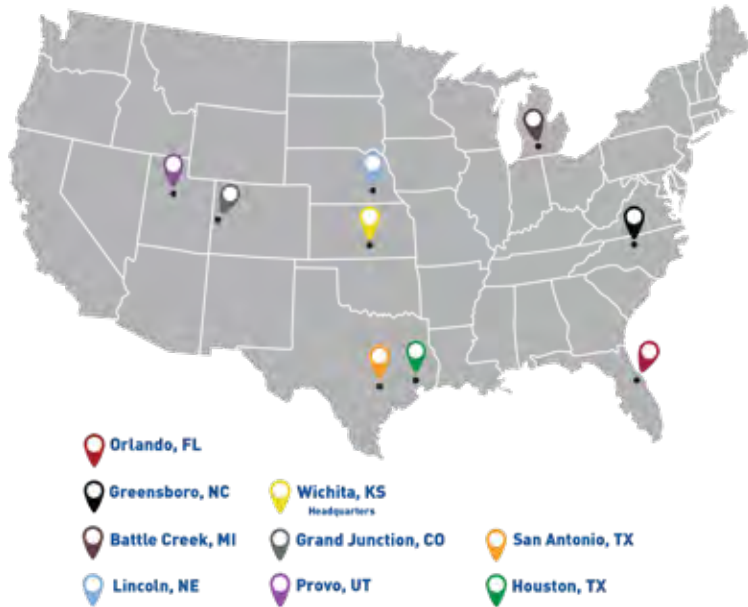 Orlando, FL
Greensboro, NC
Wichita, KS
Headquarters
Battle Creek, MI
Grand Junction, CO
San Antonio, TX
Lincoln, NE
Provo, UT
Houston, TX